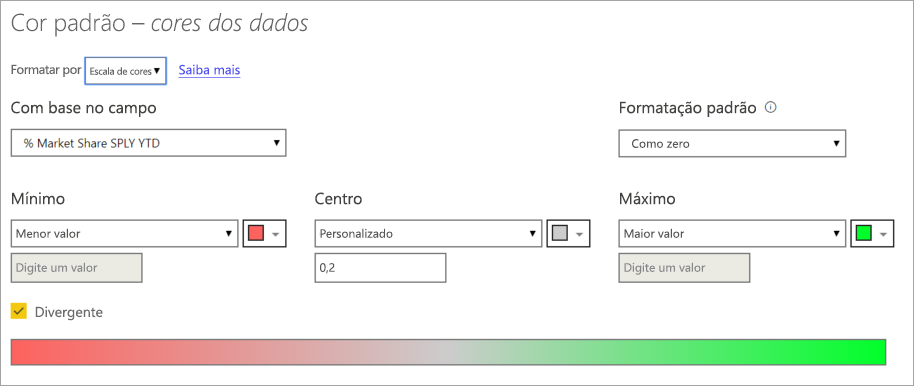 Cor padrão – cores dos dados
Formatar por Escala de cores Saiba mais
Com base no campo Formatação padrão
% Market Share SPLY YTD Como zero
Mínimo Centro Máximo
Menor valor Personalizado Maior valor
Digite um valor 0,2 Digite um valor
Divergente